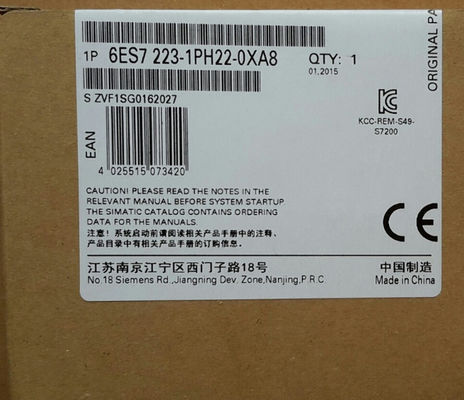 1P 6ES7 223-1PH22-0XA8 QTY: 1
01.2015
S ZVF1SG0162027
EAN
4 025515 073420
KCC-REM-S49-
S7200
ORIGINAL PA
CAUTION! PLEASE READ THE NOTES IN THE
RELEVANT MANUAL BEFORE SYSTEM STARTUP.
THE SIMATIC CATALOG CONTAINS ORDERING
DATA FOR THE MANUALS.
注意! 系统启动前请阅读相关产品手册中的注释、
产品目录中有相关手册的订购信息.
CE
江苏南京江宁区西门子路18号
No.18 Siemens Rd.,Jiangning Dev. Zone,Nanjing,P.R.C.
中国制造
Made in China